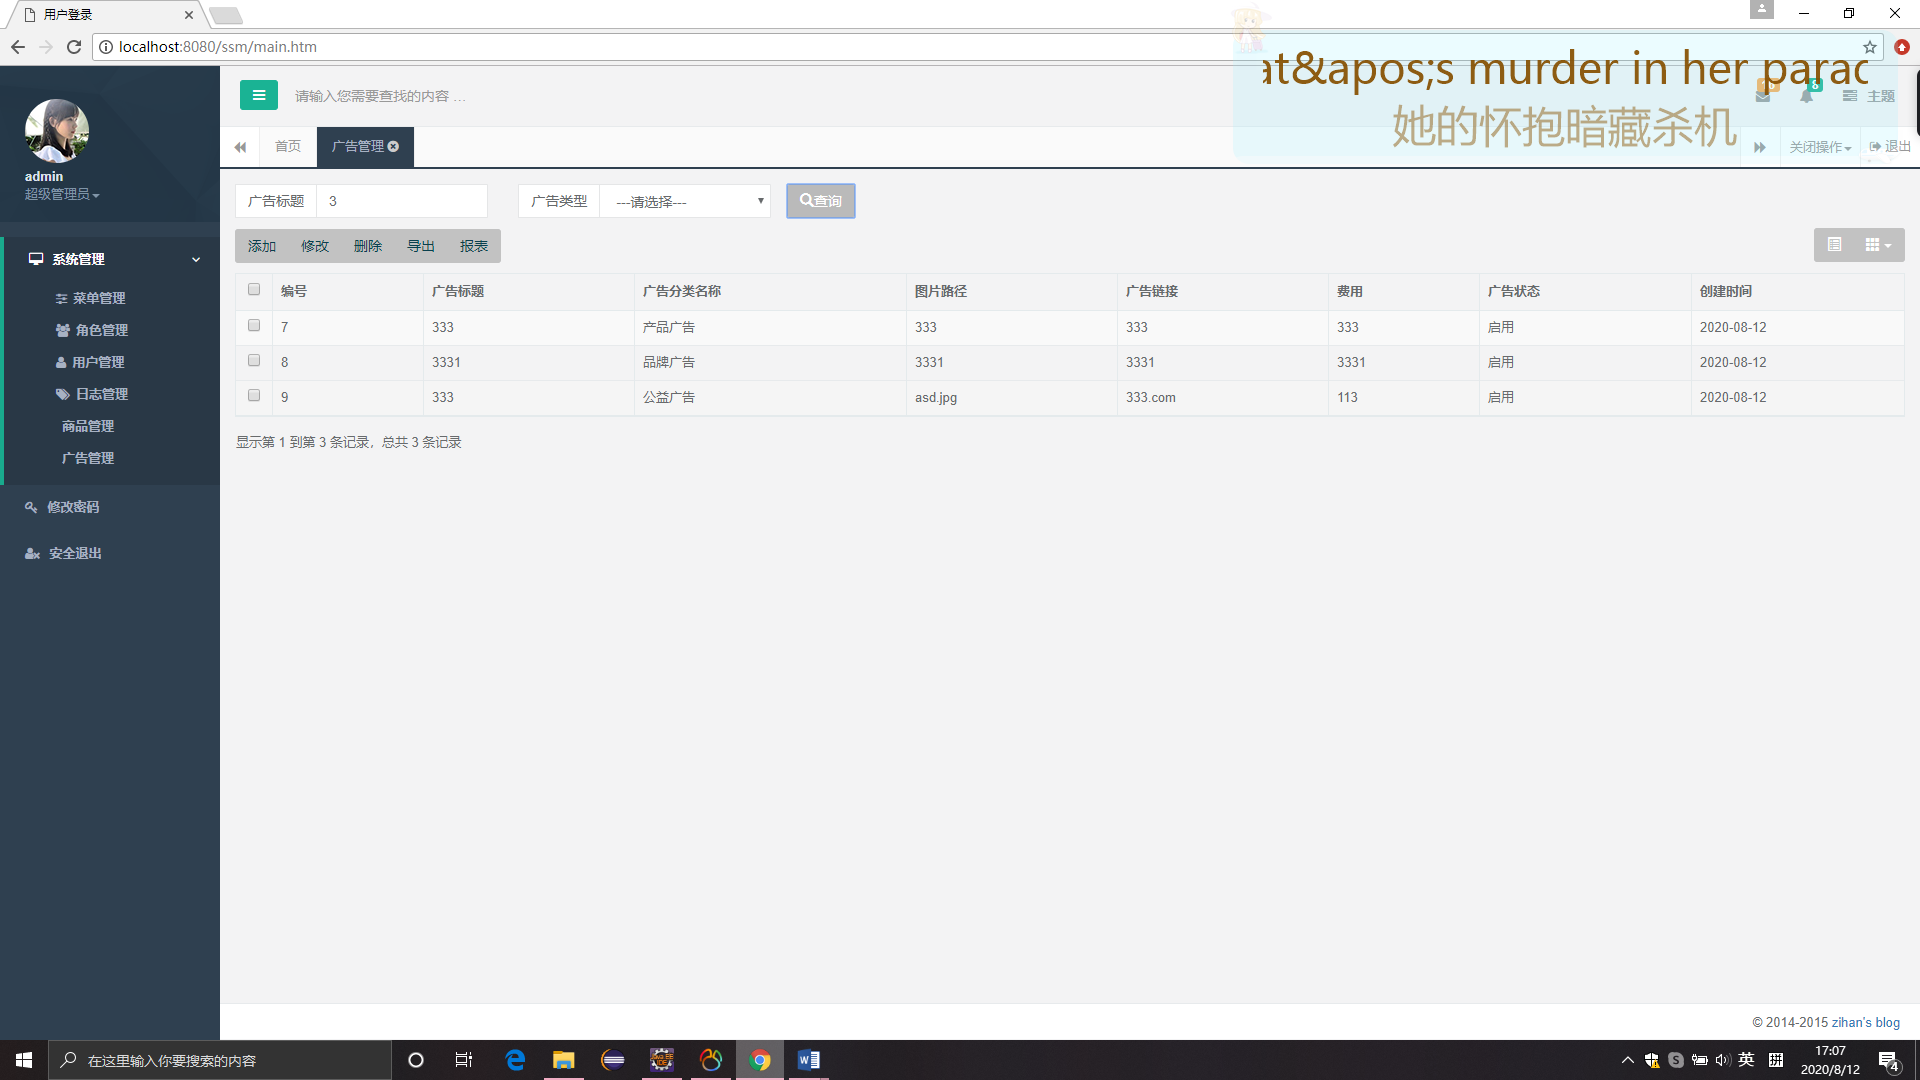 用户登录
localhost:8080/ssm/main.htm
at&apos;s murder in her parac
她的怀抱暗藏杀机
请输入您需要查找的内容 …
主题
首页
广告管理
关闭操作
退出
admin
超级管理员
系统管理
菜单管理
角色管理
用户管理
日志管理
商品管理
广告管理
修改密码
安全退出
广告标题 3 广告类型 ---请选择--- 查询
添加 修改 删除 导出 报表
编号 广告标题 广告分类名称 图片路径 广告链接 费用 广告状态 创建时间
7 333 产品广告 333 333 333 启用 2020-08-12
8 3331 品牌广告 3331 3331 3331 启用 2020-08-12
9 333 公益广告 asd.jpg 333.com 113 启用 2020-08-12
显示第 1 到第 3 条记录，总共 3 条记录
© 2014-2015 zihan's blog
在这里输入你要搜索的内容
英
拼
17:07
2020/8/12
4